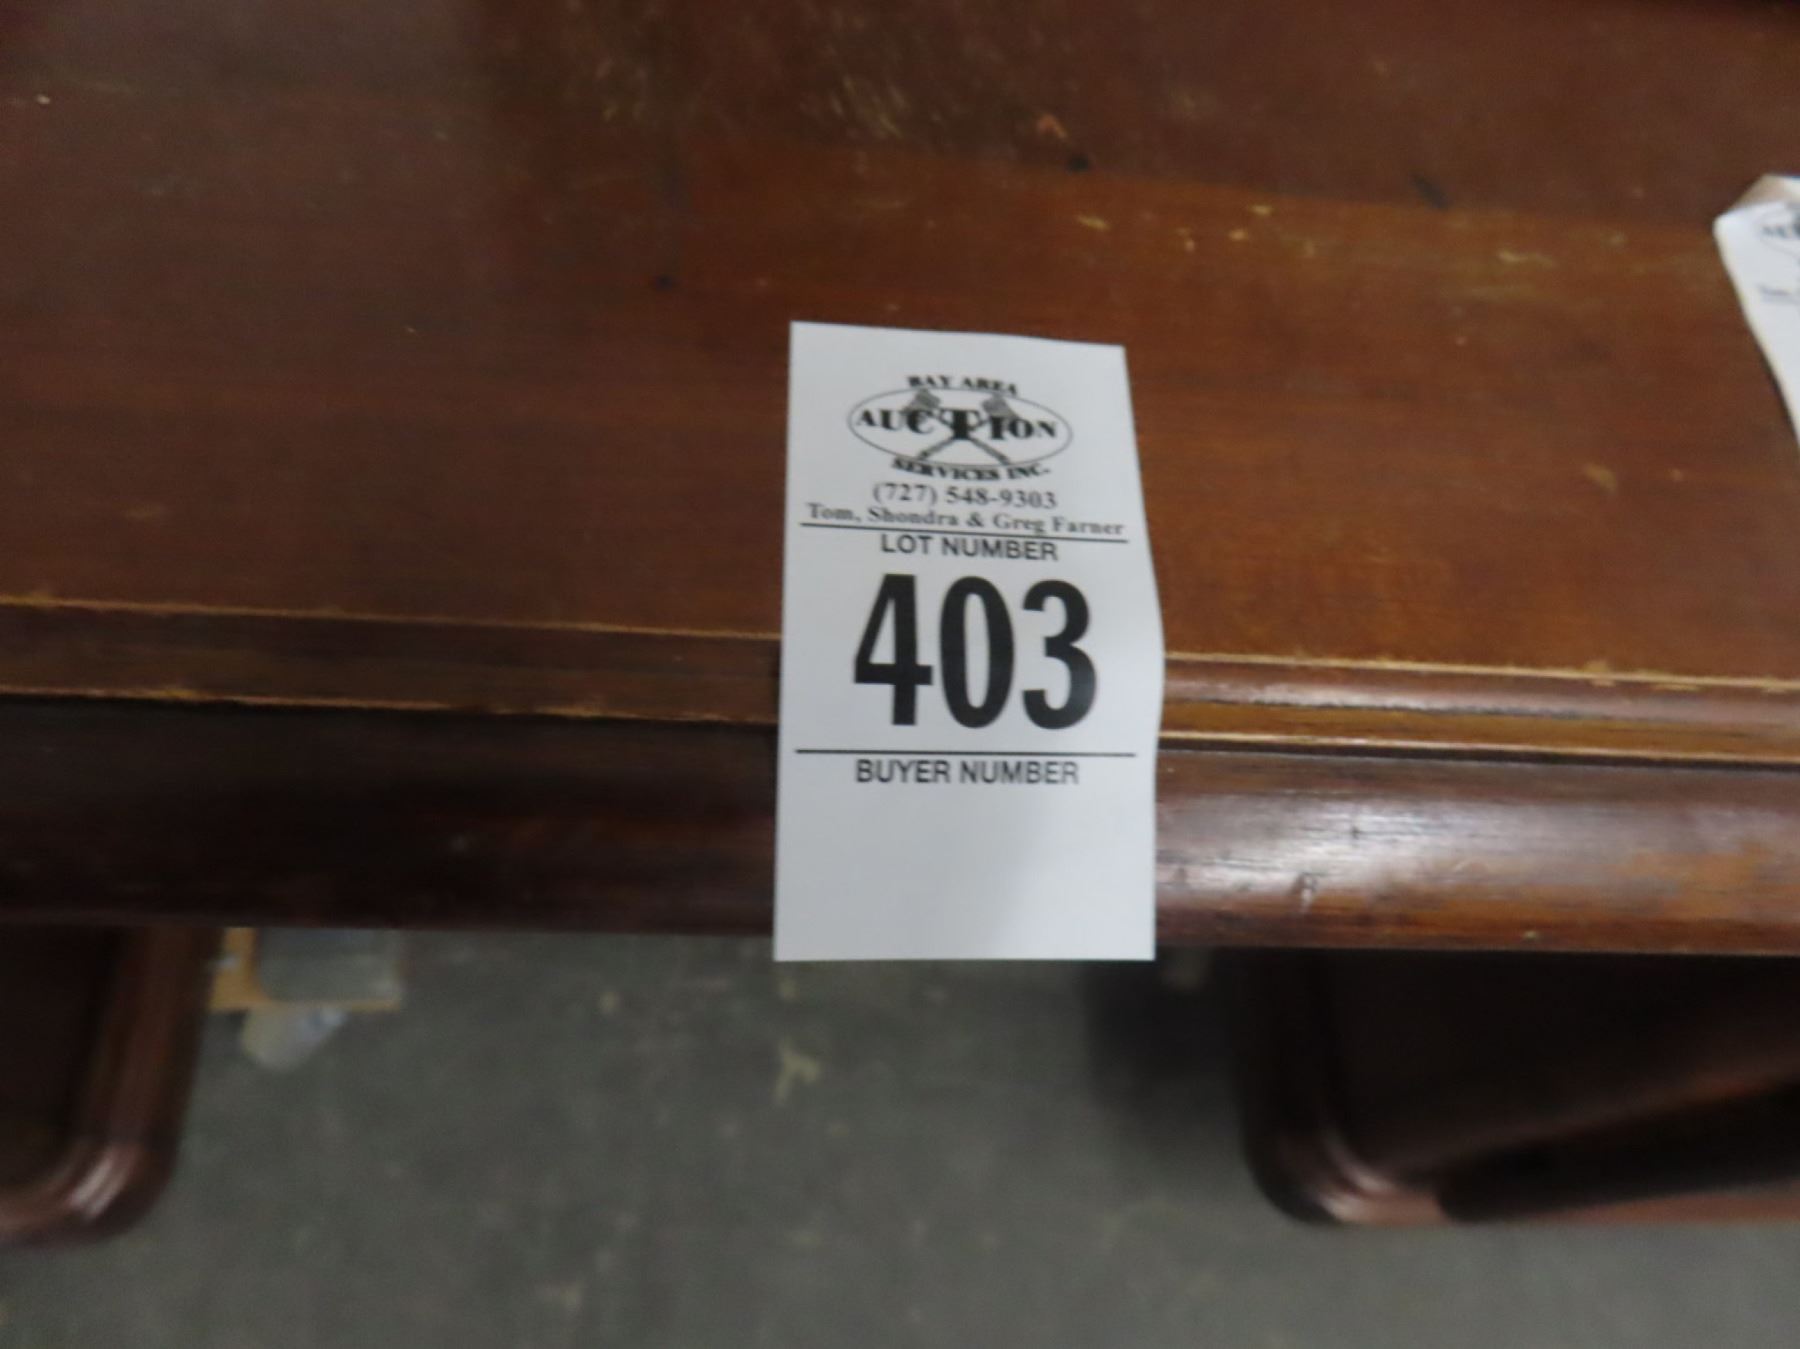 BAY AREA
AUCTION
SERVICES INC.
(727) 548-9303
Tom, Shondra & Greg Farner
LOT NUMBER
403
BUYER NUMBER